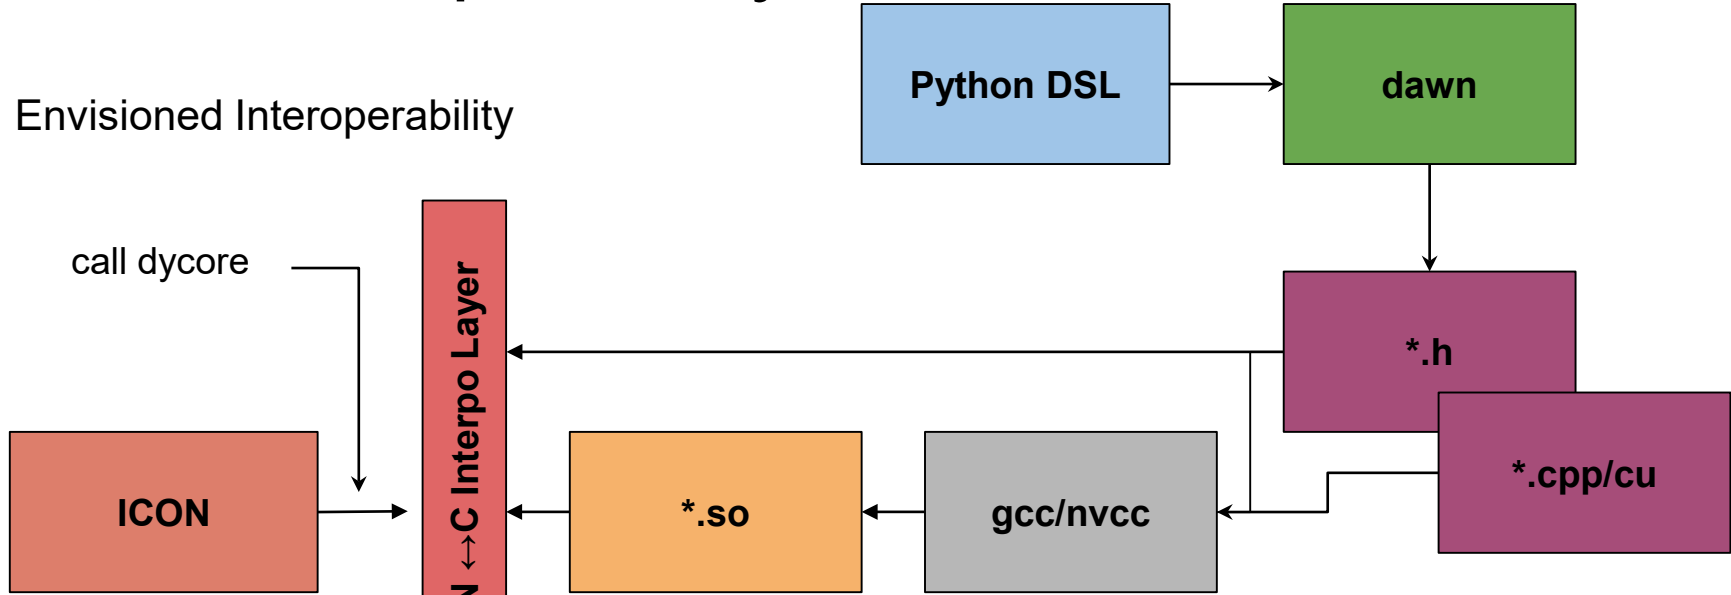 Python DSL
dawn
Envisioned Interoperability
call dycore
C Interpo Layer
*.h
*.cpp/cu
ICON
*.so
gcc/nvcc